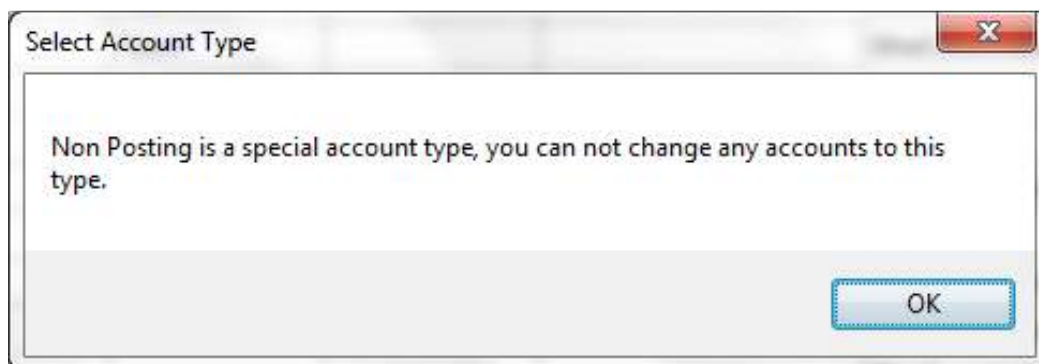 Select Account Type
Non Posting is a special account type, you can not change any accounts to this
type.
OK